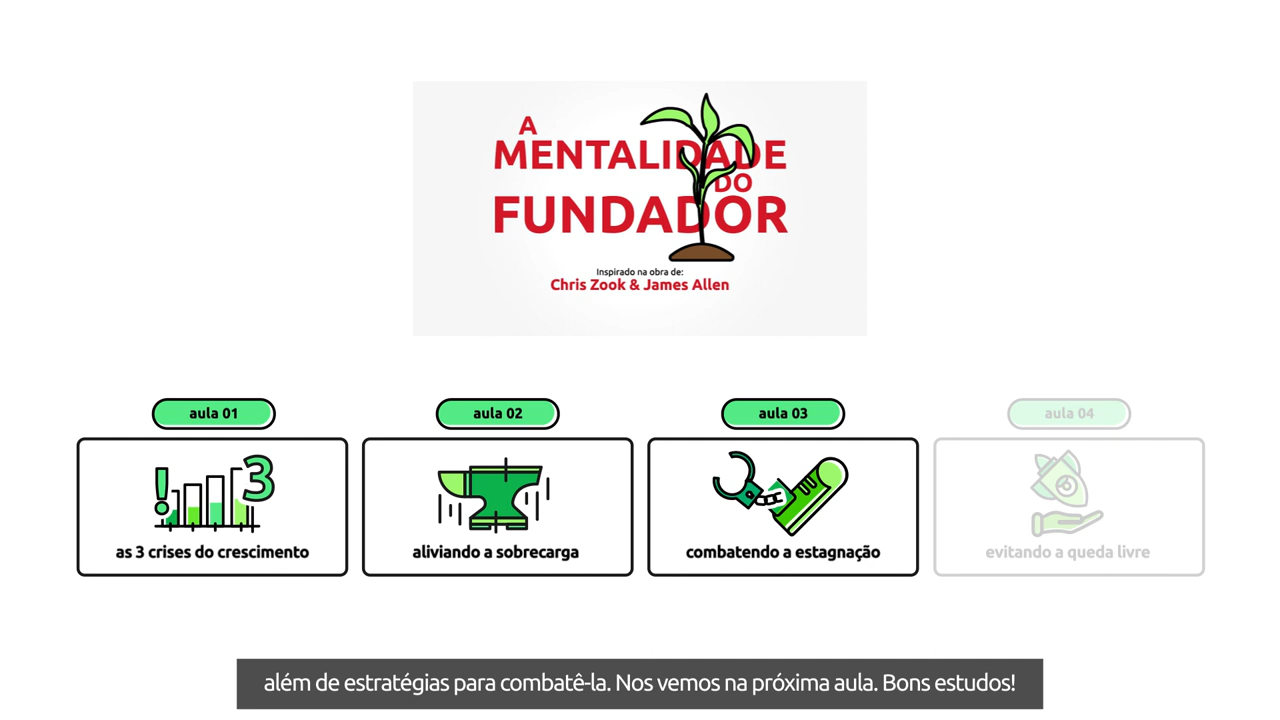 A
MENTALIDADE
DO
FUNDADOR
Inspirado na obra de:
Chris Zook & James Allen
aula 01
aula 02
aula 03
aula 04
! 3
as 3 crises do crescimento
aliviando a sobrecarga
combatendo a estagnação
evitando a queda livre
além de estratégias para combatê-la. Nos vemos na próxima aula. Bons estudos!